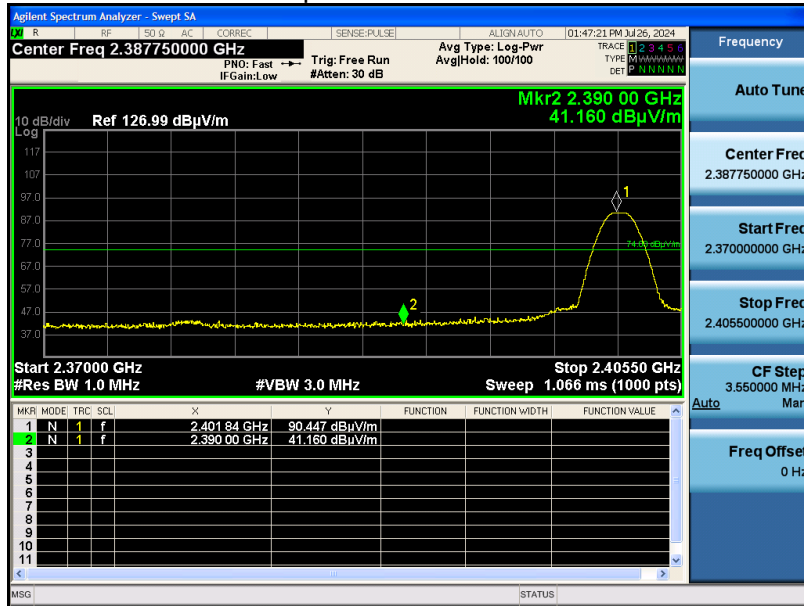 Agilent Spectrum Analyzer - Swept SA
LXI R RF 50 Ω AC CORREC SENSE:PULSE ALIGN AUTO 01:47:21 PM Jul 26, 2024
Center Freq 2.387750000 GHz
PNO: Fast
IFGain:Low
Trig: Free Run
#Atten: 30 dB
Avg Type: Log-Pwr
Avg|Hold: 100/100
TRACE 1 2 3 4 5 6
TYPE M WWWWW
DET P N N N N N
Mkr2 2.390 00 GHz
41.160 dBµV/m
10 dB/div Ref 126.99 dBµV/m
Log
117
107
97.0
87.0
77.0
67.0
57.0
47.0
37.0
1
74.00 dBµV/m
2
Start 2.37000 GHz Stop 2.40550 GHz
#Res BW 1.0 MHz #VBW 3.0 MHz Sweep 1.066 ms (1000 pts)
MKR MODE TRC SCL X Y FUNCTION FUNCTION WIDTH FUNCTION VALUE
1 N 1 f 2.401 84 GHz 90.447 dBµV/m
2 N 1 f 2.390 00 GHz 41.160 dBµV/m
3
4
5
6
7
8
9
10
11
MSG STATUS
Frequency
Auto Tune
Center Freq
2.387750000 GHz
Start Freq
2.370000000 GHz
Stop Freq
2.405500000 GHz
CF Step
3.550000 MHz
Auto Man
Freq Offset
0 Hz